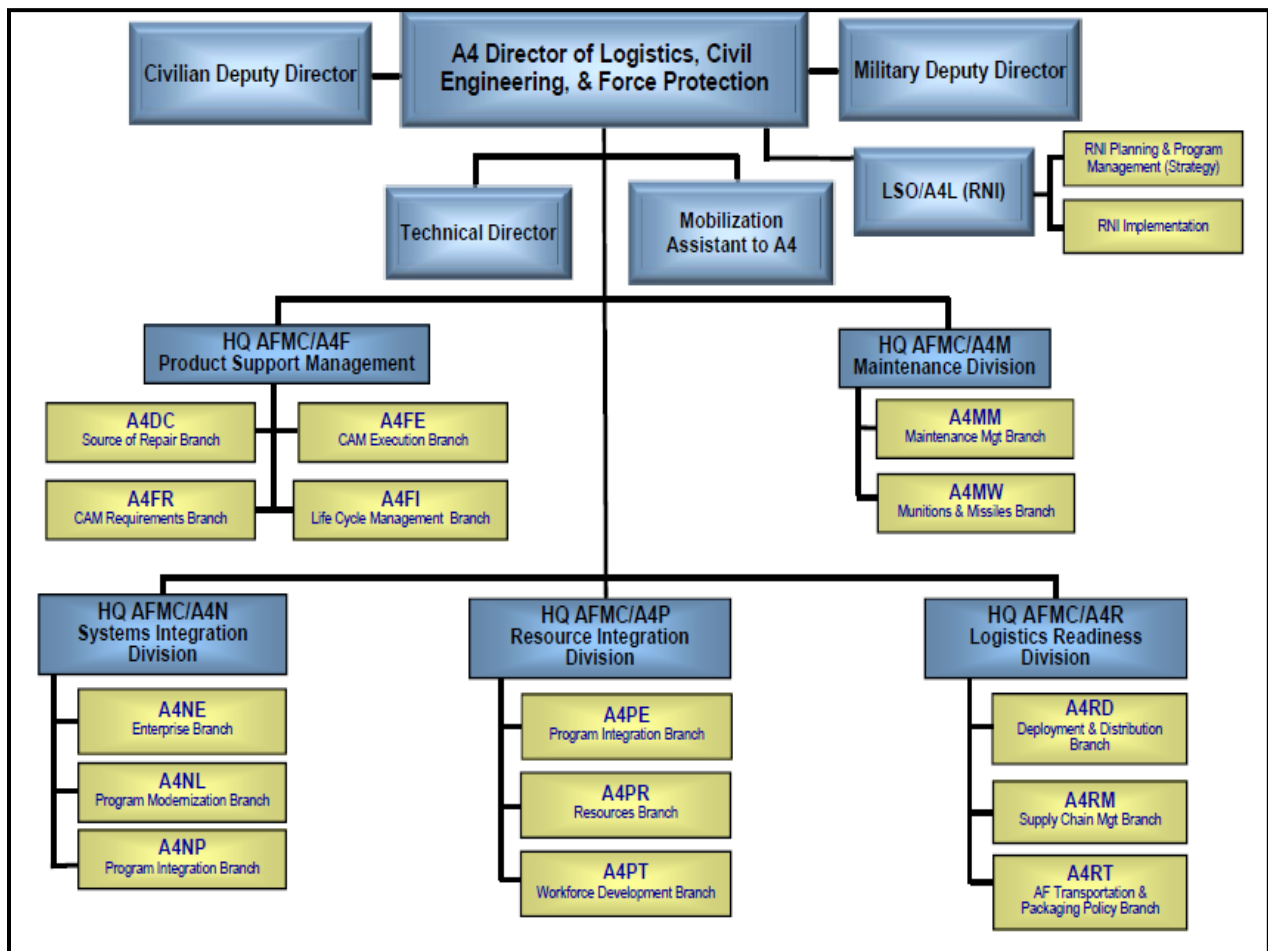 Civilian Deputy Director
A4 Director of Logistics, Civil
Engineering, & Force Protection
Military Deputy Director
Technical Director
Mobilization
Assistant to A4
LSO/A4L (RNI)
RNI Planning & Program
Management (Strategy)
RNI Implementation
HQ AFMC/A4F
Product Support Management
A4DC
Source of Repair Branch
A4FE
CAM Execution Branch
A4FR
CAM Requirements Branch
A4FI
Life Cycle Management Branch
HQ AFMC/A4M
Maintenance Division
A4MM
Maintenance Mgt Branch
A4MW
Munitions & Missiles Branch
HQ AFMC/A4N
Systems Integration
Division
A4NE
Enterprise Branch
A4NL
Program Modernization Branch
A4NP
Program Integration Branch
HQ AFMC/A4P
Resource Integration
Division
A4PE
Program Integration Branch
A4PR
Resources Branch
A4PT
Workforce Development Branch
HQ AFMC/A4R
Logistics Readiness
Division
A4RD
Deployment & Distribution
Branch
A4RM
Supply Chain Mgt Branch
A4RT
AF Transportation &
Packaging Policy Branch